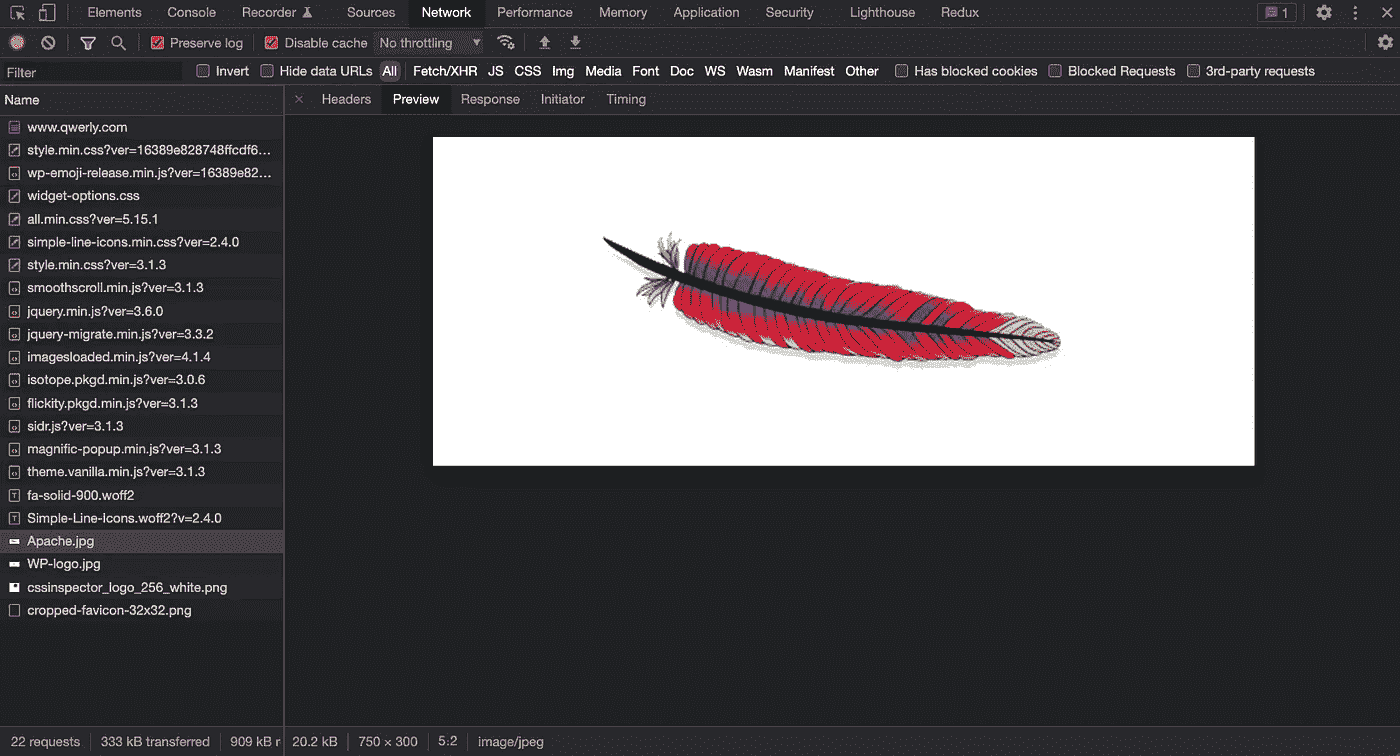 Elements Console Recorder Sources Network Performance Memory Application Security Lighthouse Redux 1
Preserve log Disable cache No throttling
Filter Invert Hide data URLs All Fetch/XHR JS CSS Img Media Font Doc WS Wasm Manifest Other Has blocked cookies Blocked Requests 3rd-party requests
Name Headers Preview Response Initiator Timing
www.qwerly.com
style.min.css?ver=16389e828748ffcdf6...
wp-emoji-release.min.js?ver=16389e82...
widget-options.css
all.min.css?ver=5.15.1
simple-line-icons.min.css?ver=2.4.0
style.min.css?ver=3.1.3
smoothscroll.min.js?ver=3.1.3
jquery.min.js?ver=3.6.0
jquery-migrate.min.js?ver=3.3.2
imagesloaded.min.js?ver=4.1.4
isotope.pkgd.min.js?ver=3.0.6
flickity.pkgd.min.js?ver=3.1.3
sidr.js?ver=3.1.3
magnific-popup.min.js?ver=3.1.3
theme.vanilla.min.js?ver=3.1.3
fa-solid-900.woff2
Simple-Line-Icons.woff2?v=2.4.0
Apache.jpg
WP-logo.jpg
cssinspector_logo_256_white.png
cropped-favicon-32x32.png
22 requests 333 kB transferred 909 kB r 20.2 kB 750 × 300 5:2 image/jpeg